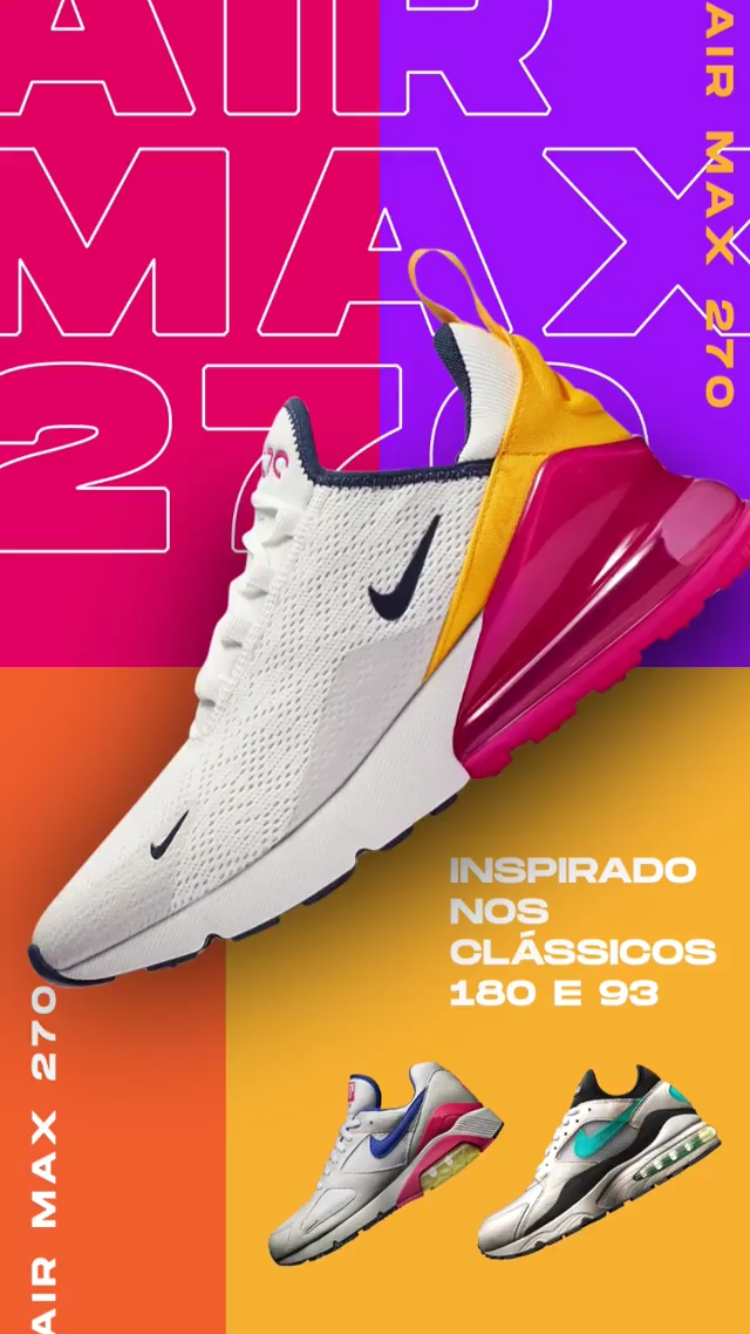 AIR
MAX
270
AIR MAX 270
INSPIRADO
NOS
CLÁSSICOS
180 E 93
AIR MAX 270